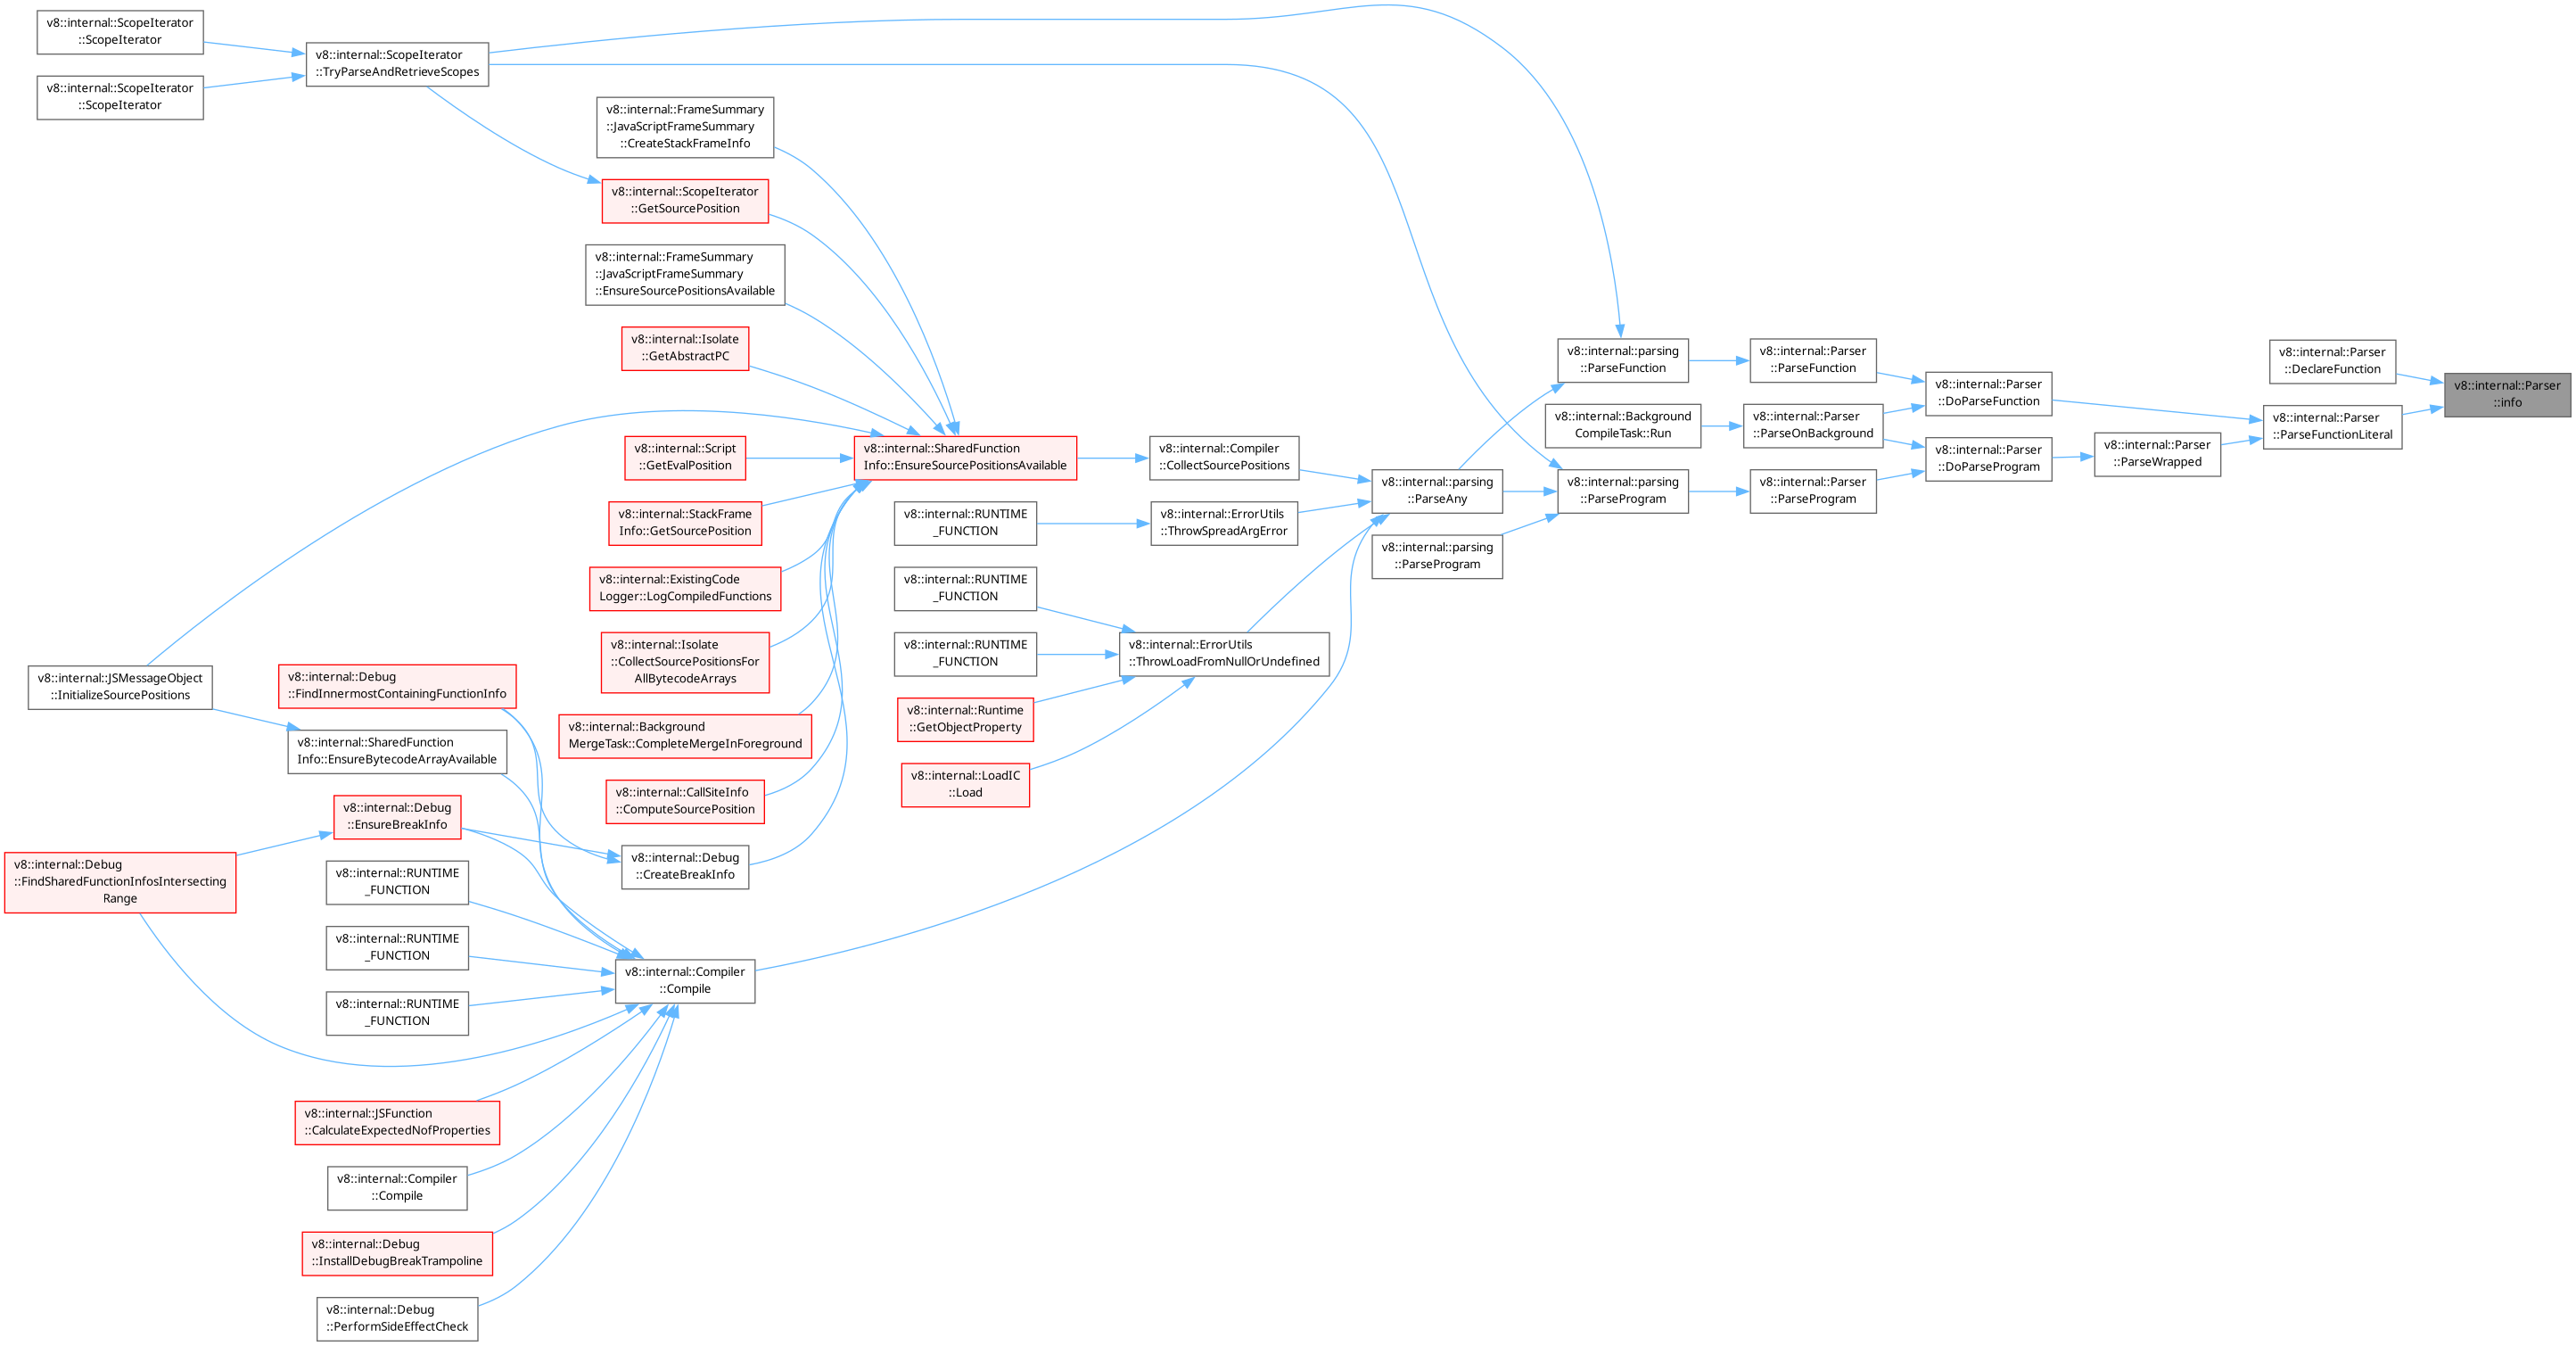 v8::internal::ScopeIterator
::ScopeIterator
v8::internal::ScopeIterator
::TryParseAndRetrieveScopes
v8::internal::ScopeIterator
::ScopeIterator
v8::internal::FrameSummary
::JavaScriptFrameSummary
::CreateStackFrameInfo
v8::internal::ScopeIterator
::GetSourcePosition
v8::internal::FrameSummary
::JavaScriptFrameSummary
::EnsureSourcePositionsAvailable
v8::internal::Isolate
::GetAbstractPC
v8::internal::parsing
::ParseFunction
v8::internal::Parser
::ParseFunction
v8::internal::Parser
::DeclareFunction
v8::internal::Parser
::DoParseFunction
v8::internal::Parser
::info
v8::internal::Background
CompileTask::Run
v8::internal::Parser
::ParseOnBackground
v8::internal::Parser
::ParseFunctionLiteral
v8::internal::Script
::GetEvalPosition
v8::internal::SharedFunction
Info::EnsureSourcePositionsAvailable
v8::internal::Compiler
::CollectSourcePositions
v8::internal::Parser
::DoParseProgram
v8::internal::Parser
::ParseWrapped
v8::internal::parsing
::ParseAny
v8::internal::parsing
::ParseProgram
v8::internal::Parser
::ParseProgram
v8::internal::StackFrame
Info::GetSourcePosition
v8::internal::RUNTIME
_FUNCTION
v8::internal::ErrorUtils
::ThrowSpreadArgError
v8::internal::parsing
::ParseProgram
v8::internal::ExistingCode
Logger::LogCompiledFunctions
v8::internal::RUNTIME
_FUNCTION
v8::internal::Isolate
::CollectSourcePositionsFor
AllBytecodeArrays
v8::internal::RUNTIME
_FUNCTION
v8::internal::ErrorUtils
::ThrowLoadFromNullOrUndefined
v8::internal::JSMessageObject
::InitializeSourcePositions
v8::internal::Debug
::FindInnermostContainingFunctionInfo
v8::internal::Runtime
::GetObjectProperty
v8::internal::Background
MergeTask::CompleteMergeInForeground
v8::internal::SharedFunction
Info::EnsureBytecodeArrayAvailable
v8::internal::LoadIC
::Load
v8::internal::CallSiteInfo
::ComputeSourcePosition
v8::internal::Debug
::EnsureBreakInfo
v8::internal::Debug
::CreateBreakInfo
v8::internal::Debug
::FindSharedFunctionInfosIntersecting
Range
v8::internal::RUNTIME
_FUNCTION
v8::internal::RUNTIME
_FUNCTION
v8::internal::Compiler
::Compile
v8::internal::RUNTIME
_FUNCTION
v8::internal::JSFunction
::CalculateExpectedNofProperties
v8::internal::Compiler
::Compile
v8::internal::Debug
::InstallDebugBreakTrampoline
v8::internal::Debug
::PerformSideEffectCheck